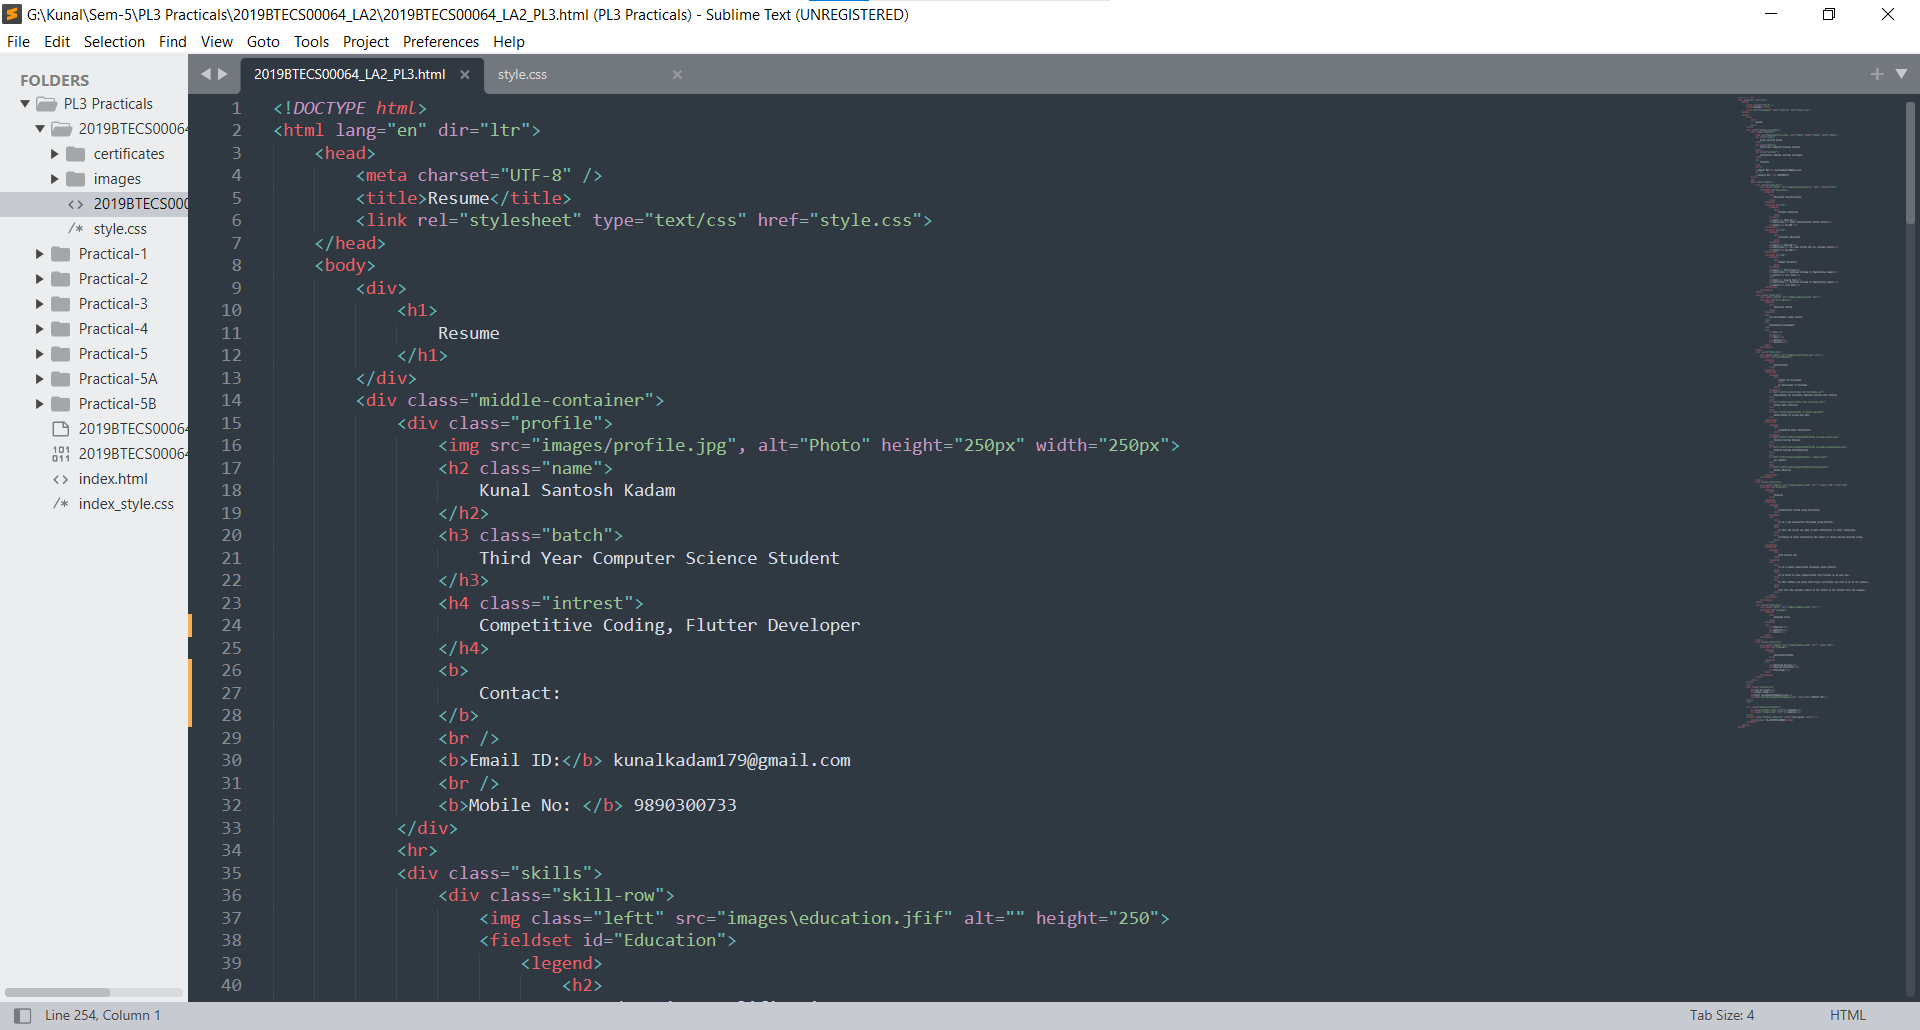 G:\Kunal\Sem-5\PL3 Practicals\2019BTECS00064_LA2\2019BTECS00064_LA2_PL3.html (PL3 Practicals) - Sublime Text (UNREGISTERED)
File Edit Selection Find View Goto Tools Project Preferences Help
FOLDERS
PL3 Practicals
2019BTECS00064
certificates
images
2019BTECS000
style.css
Practical-1
Practical-2
Practical-3
Practical-4
Practical-5
Practical-5A
Practical-5B
2019BTECS00064
2019BTECS00064
index.html
index_style.css
2019BTECS00064_LA2_PL3.html style.css
1 <!DOCTYPE html>
2 <html lang="en" dir="ltr">
3 <head>
4 <meta charset="UTF-8" />
5 <title>Resume</title>
6 <link rel="stylesheet" type="text/css" href="style.css">
7 </head>
8 <body>
9 <div>
10 <h1>
11 Resume
12 </h1>
13 </div>
14 <div class="middle-container">
15 <div class="profile">
16 <img src="images/profile.jpg", alt="Photo" height="250px" width="250px">
17 <h2 class="name">
18 Kunal Santosh Kadam
19 </h2>
20 <h3 class="batch">
21 Third Year Computer Science Student
22 </h3>
23 <h4 class="intrest">
24 Competitive Coding, Flutter Developer
25 </h4>
26 <b>
27 Contact:
28 </b>
29 <br />
30 <b>Email ID:</b> kunalkadam179@gmail.com
31 <br />
32 <b>Mobile No: </b> 9890300733
33 </div>
34 <hr>
35 <div class="skills">
36 <div class="skill-row">
37 <img class="leftt" src="images\education.jfif" alt="" height="250">
38 <fieldset id="Education">
39 <legend>
40 <h2>
Line 254, Column 1 Tab Size: 4 HTML